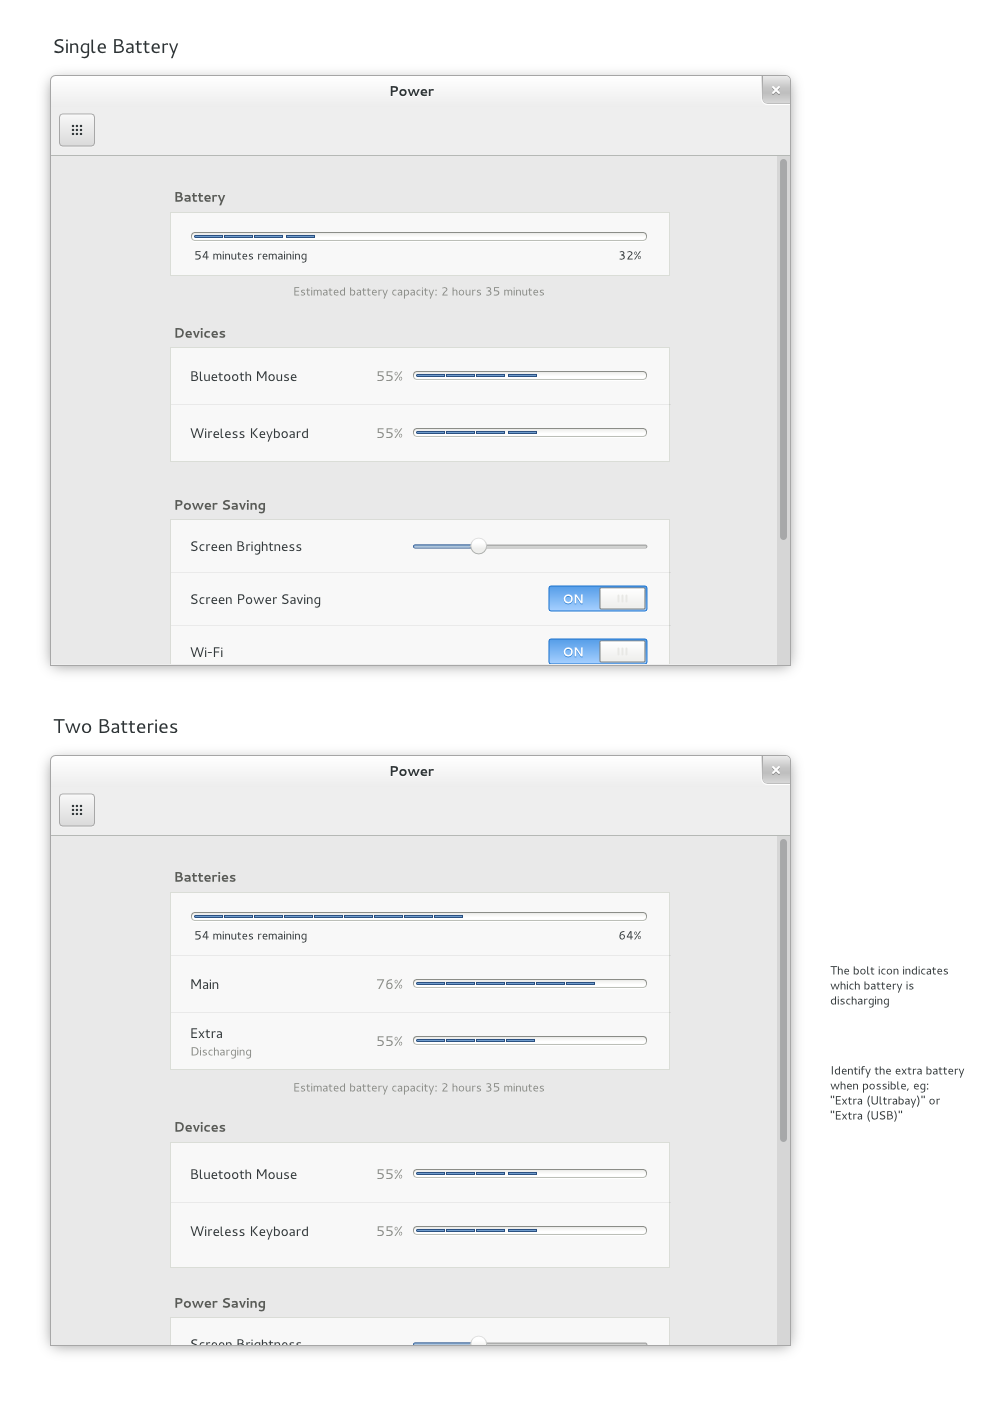 Single Battery
Power
Battery
54 minutes remaining 32%
Estimated battery capacity: 2 hours 35 minutes
Devices
Bluetooth Mouse 55%
Wireless Keyboard 55%
Power Saving
Screen Brightness
Screen Power Saving ON
Wi-Fi ON
Two Batteries
Power
Batteries
54 minutes remaining 64%
Main 76%
Extra
Discharging
55%
Estimated battery capacity: 2 hours 35 minutes
Devices
Bluetooth Mouse 55%
Wireless Keyboard 55%
Power Saving
Screen Brightness
The bolt icon indicates
which battery is
discharging
Identify the extra battery
when possible, eg:
"Extra (Ultrabay)" or
"Extra (USB)"